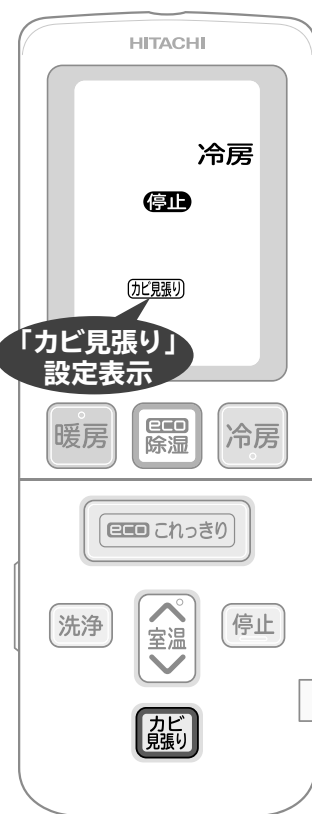 HITACHI
冷房
停止
カビ見張り
「カビ見張り」
設定表示
暖房
eco
除湿
冷房
eco これっきり
洗浄
室温
停止
カビ
見張り